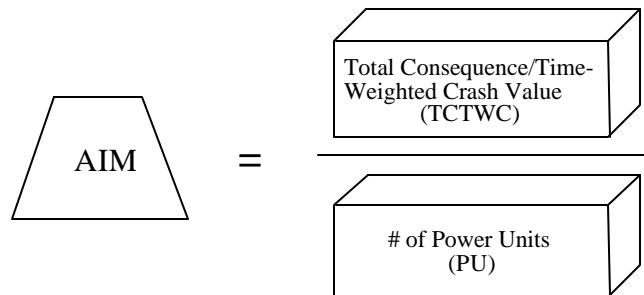 Total Consequence/Time-
Weighted Crash Value
(TCTWC)
AIM
=
# of Power Units
(PU)